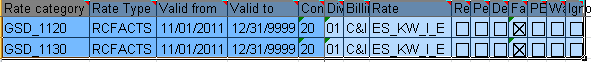 Rate category Rate Type Valid from Valid to Con Div Billi Rate Re Pe De Fa PE Wa Igro
GSD_1120 RCFACTS 11/01/2011 12/31/9999 20 01 C&I ES_KW_I_E
GSD_1130 RCFACTS 11/01/2011 12/31/9999 20 01 C&I ES_KW_I_E